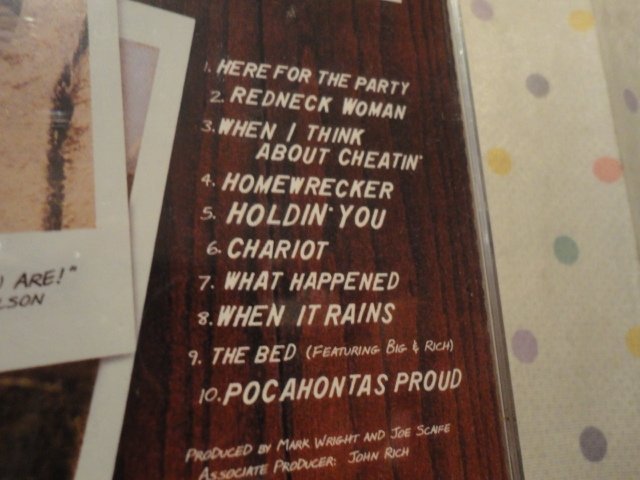 1. HERE FOR THE PARTY
2. REDNECK WOMAN
3. WHEN I THINK
ABOUT CHEATIN'
4. HOMEWRECKER
5. HOLDIN' YOU
6. CHARIOT
7. WHAT HAPPENED
8. WHEN IT RAINS
9. THE BED (FEATURING BIG & RICH)
10. POCAHONTAS PROUD
PRODUCED BY MARK WRIGHT AND JOE SCAIFE
ASSOCIATE PRODUCER: JOHN RICH
ARE!"
LSON